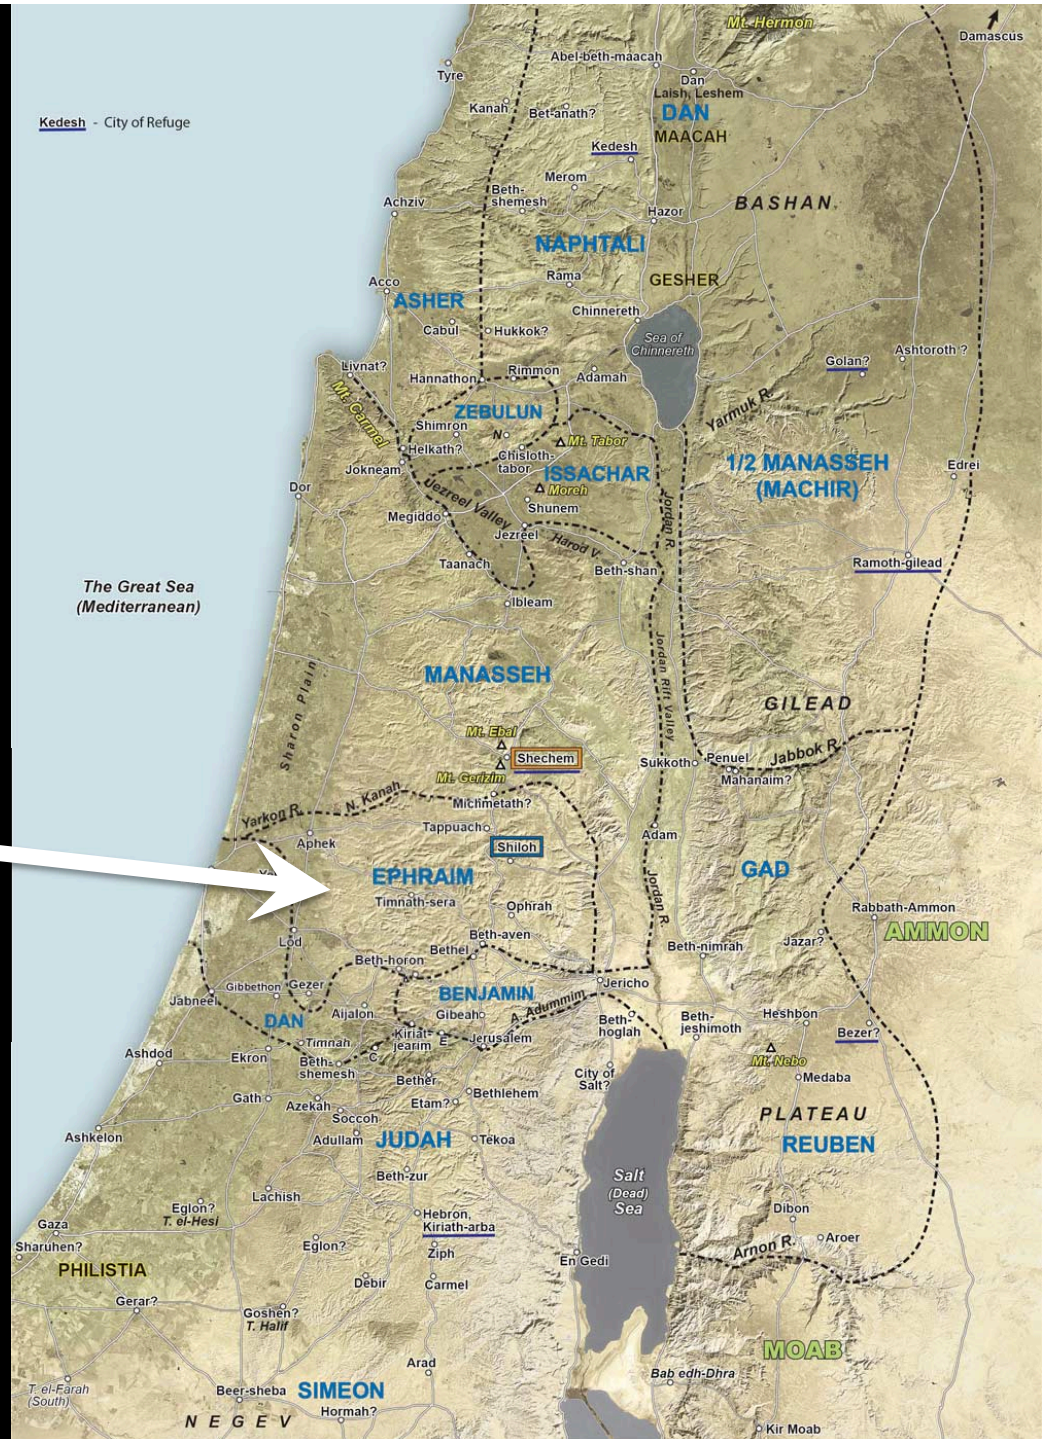 Mt. Hermon
Damascus
Abel-beth-maacah
Tyre
Dan
Laish, Leshem
Kanah
Bet-anath?
DAN
MAACAH
Kedesh - City of Refuge
Kedesh
Merom
Beth-
shemesh
Achziv
Hazor
BASHAN
NAPHTALI
Rama
GESHER
Acco
ASHER
Chinnereth
Cabul
Hukkok?
Sea of
Chinnereth
Golan?
Ashtoroth ?
Livnat?
Hannathon
Rimmon
Adamah
Mt. Carmel
ZEBULUN
Yarmuk R.
Shimron
N
Mt. Tabor
Helkath?
Chisloth-
tabor
Jokneam
ISSACHAR
1/2 MANASSEH
(MACHIR)
Edrei
Dor
Jezreel Valley
Moreh
Shunem
Jordan R.
Megiddo
Jezreel
Harod V.
Taanach
Beth-shan
Ramoth-gilead
The Great Sea
(Mediterranean)
Ibleam
Jordan Rift Valley
MANASSEH
Sharon Plain
GILEAD
Mt. Ebal
Shechem
Mt. Gerizim
Sukkoth
Penuel
Jabbok R.
Mahanaim?
N. Kanah
Michmetath?
Yarkon R.
Tappuach
Aphek
Adam
Shiloh
EPHRAIM
GAD
Timnath-sera
Jordan R.
Ophrah
Rabbath-Ammon
AMMON
Beth-aven
Lod
Bethel
Beth-nimrah
Jazar?
Beth-horon
Jericho
Gibbethon
Gezer
BENJAMIN
Jabneel
A. Adummim
Aijalon
Gibeah
Beth-
hoglah
Beth-
jeshimoth
Heshbon
DAN
Kiriat-
jearim
E
Jerusalem
Bezer?
Timnah
C
Ashdod
Ekron
Beth-
shemesh
Mt. Nebo
Bether
City of
Salt?
Medaba
Gath
Azekah
Etam?
Bethlehem
Soccoh
PLATEAU
Ashkelon
Adullam
JUDAH
Tekoa
REUBEN
Beth-zur
Salt
(Dead)
Sea
Lachish
Eglon?
T. el-Hesi
Hebron,
Kiriath-arba
Dibon
Gaza
Sharuhen?
Eglon?
Ziph
Arnon R.
Aroer
En Gedi
PHILISTIA
Debir
Carmel
Gerar?
Goshen?
T. Halif
MOAB
Arad
Bab edh-Dhra
T. el-Farah
(South)
Beer-sheba
SIMEON
Hormah?
NEGEV
Kir Moab